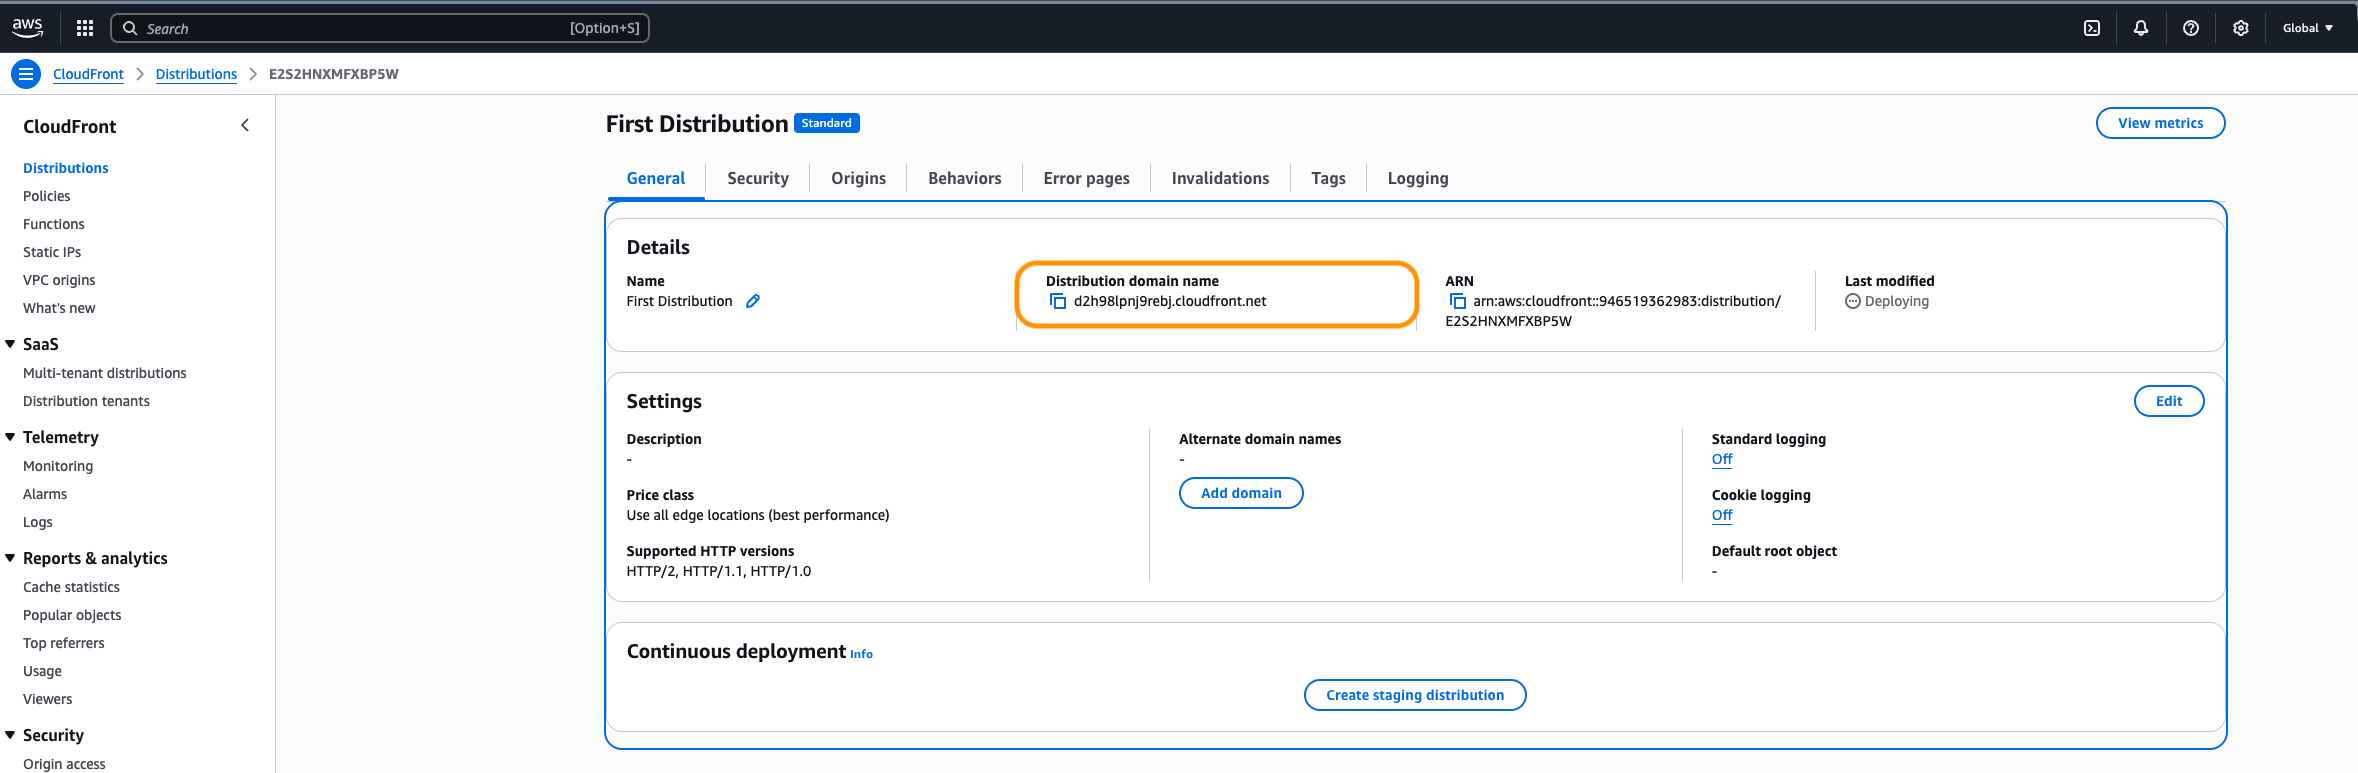 aws
Search
[Option+S]
Global
CloudFront
Distributions
E2S2HNXMFXBP5W
CloudFront
Distributions
Policies
Functions
Static IPs
VPC origins
What's new
SaaS
Multi-tenant distributions
Distribution tenants
Telemetry
Monitoring
Alarms
Logs
Reports & analytics
Cache statistics
Popular objects
Top referrers
Usage
Viewers
Security
Origin access
First Distribution
Standard
View metrics
General
Security
Origins
Behaviors
Error pages
Invalidations
Tags
Logging
Details
Name
First Distribution
Distribution domain name
d2h98lpnj9rebj.cloudfront.net
ARN
arn:aws:cloudfront::946519362983:distribution/
E2S2HNXMFXBP5W
Last modified
Deploying
Settings
Edit
Description
-
Price class
Use all edge locations (best performance)
Supported HTTP versions
HTTP/2, HTTP/1.1, HTTP/1.0
Alternate domain names
-
Add domain
Standard logging
Off
Cookie logging
Off
Default root object
-
Continuous deployment Info
Create staging distribution